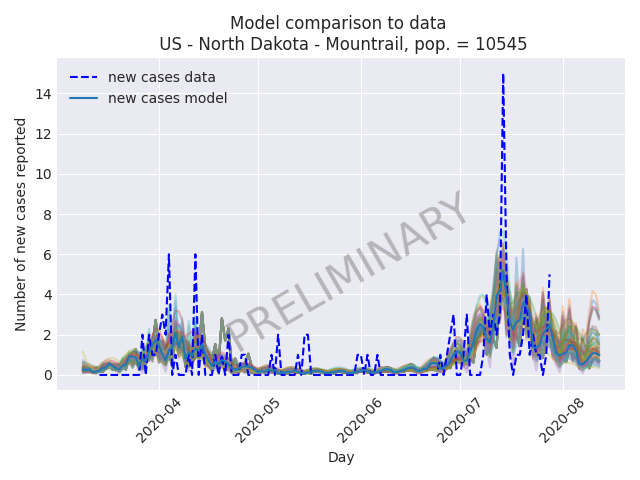 Model comparison to data
US - North Dakota - Mountrail, pop. = 10545
new cases data
new cases model
Number of new cases reported
14
12
10
8
6
4
2
0
PRELIMINARY
2020-04
2020-05
2020-06
2020-07
2020-08
Day